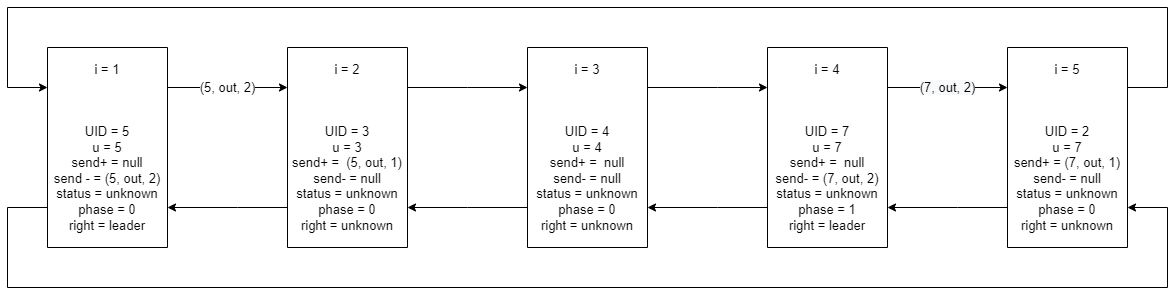 i = 1
UID = 5
u = 5
send+ = null
send - = (5, out, 2)
status = unknown
phase = 0
right = leader
(5, out, 2)
i = 2
UID = 3
u = 3
send+ =  (5, out, 1)
send- = null
status = unknown
phase = 0
right = unknown
i = 3
UID = 4
u = 4
send+ =  null
send- = null
status = unknown
phase = 0
right = unknown
i = 4
UID = 7
u = 7
send+ =  null
send- = (7, out, 2)
status = unknown
phase = 1
right = leader
(7, out, 2)
i = 5
UID = 2
u = 7
send+ = (7, out, 1)
send- = null
status = unknown
phase = 0
right = unknown